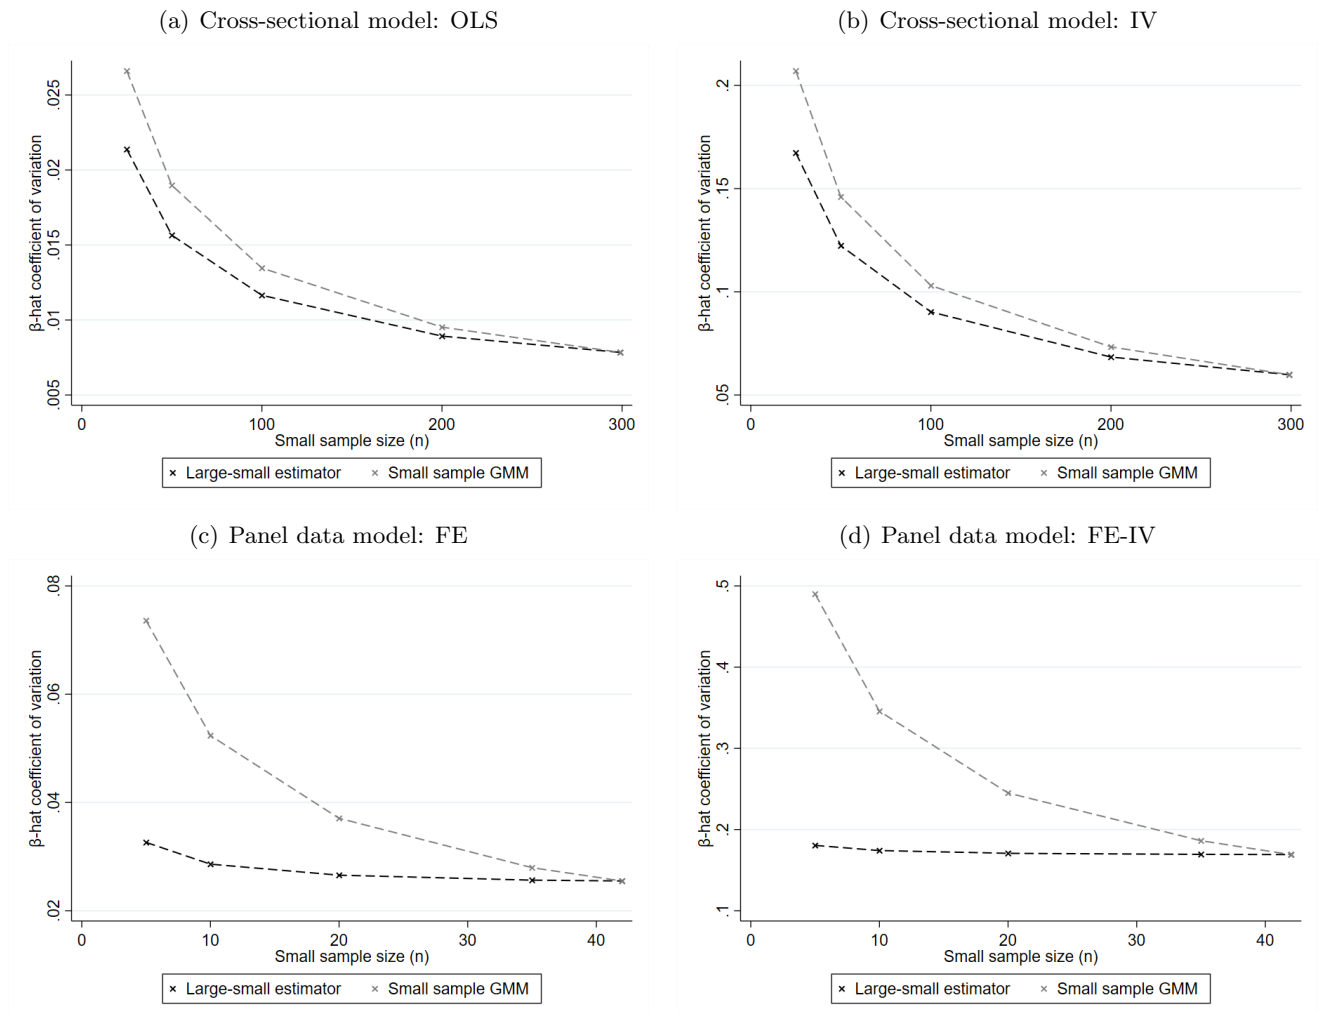 (a) Cross-sectional model: OLS
β-hat coefficient of variation
.025
.02
.015
.01
.005
0 100 200 300
Small sample size (n)
× Large-small estimator × Small sample GMM
(b) Cross-sectional model: IV
β-hat coefficient of variation
.2
.15
.1
.05
0 100 200 300
Small sample size (n)
× Large-small estimator × Small sample GMM
(c) Panel data model: FE
β-hat coefficient of variation
.08
.06
.04
.02
0 10 20 30 40
Small sample size (n)
× Large-small estimator × Small sample GMM
(d) Panel data model: FE-IV
β-hat coefficient of variation
.5
.4
.3
.2
.1
0 10 20 30 40
Small sample size (n)
× Large-small estimator × Small sample GMM